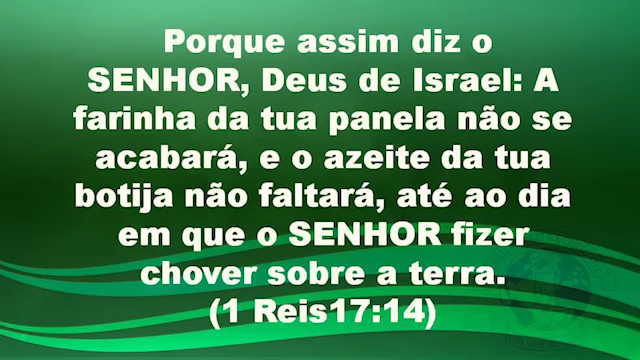 Porque assim diz o
SENHOR, Deus de Israel: A
farinha da tua panela não se
acabará, e o azeite da tua
botija não faltará, até ao dia
em que o SENHOR fizer
chover sobre a terra.
(1 Reis17:14)